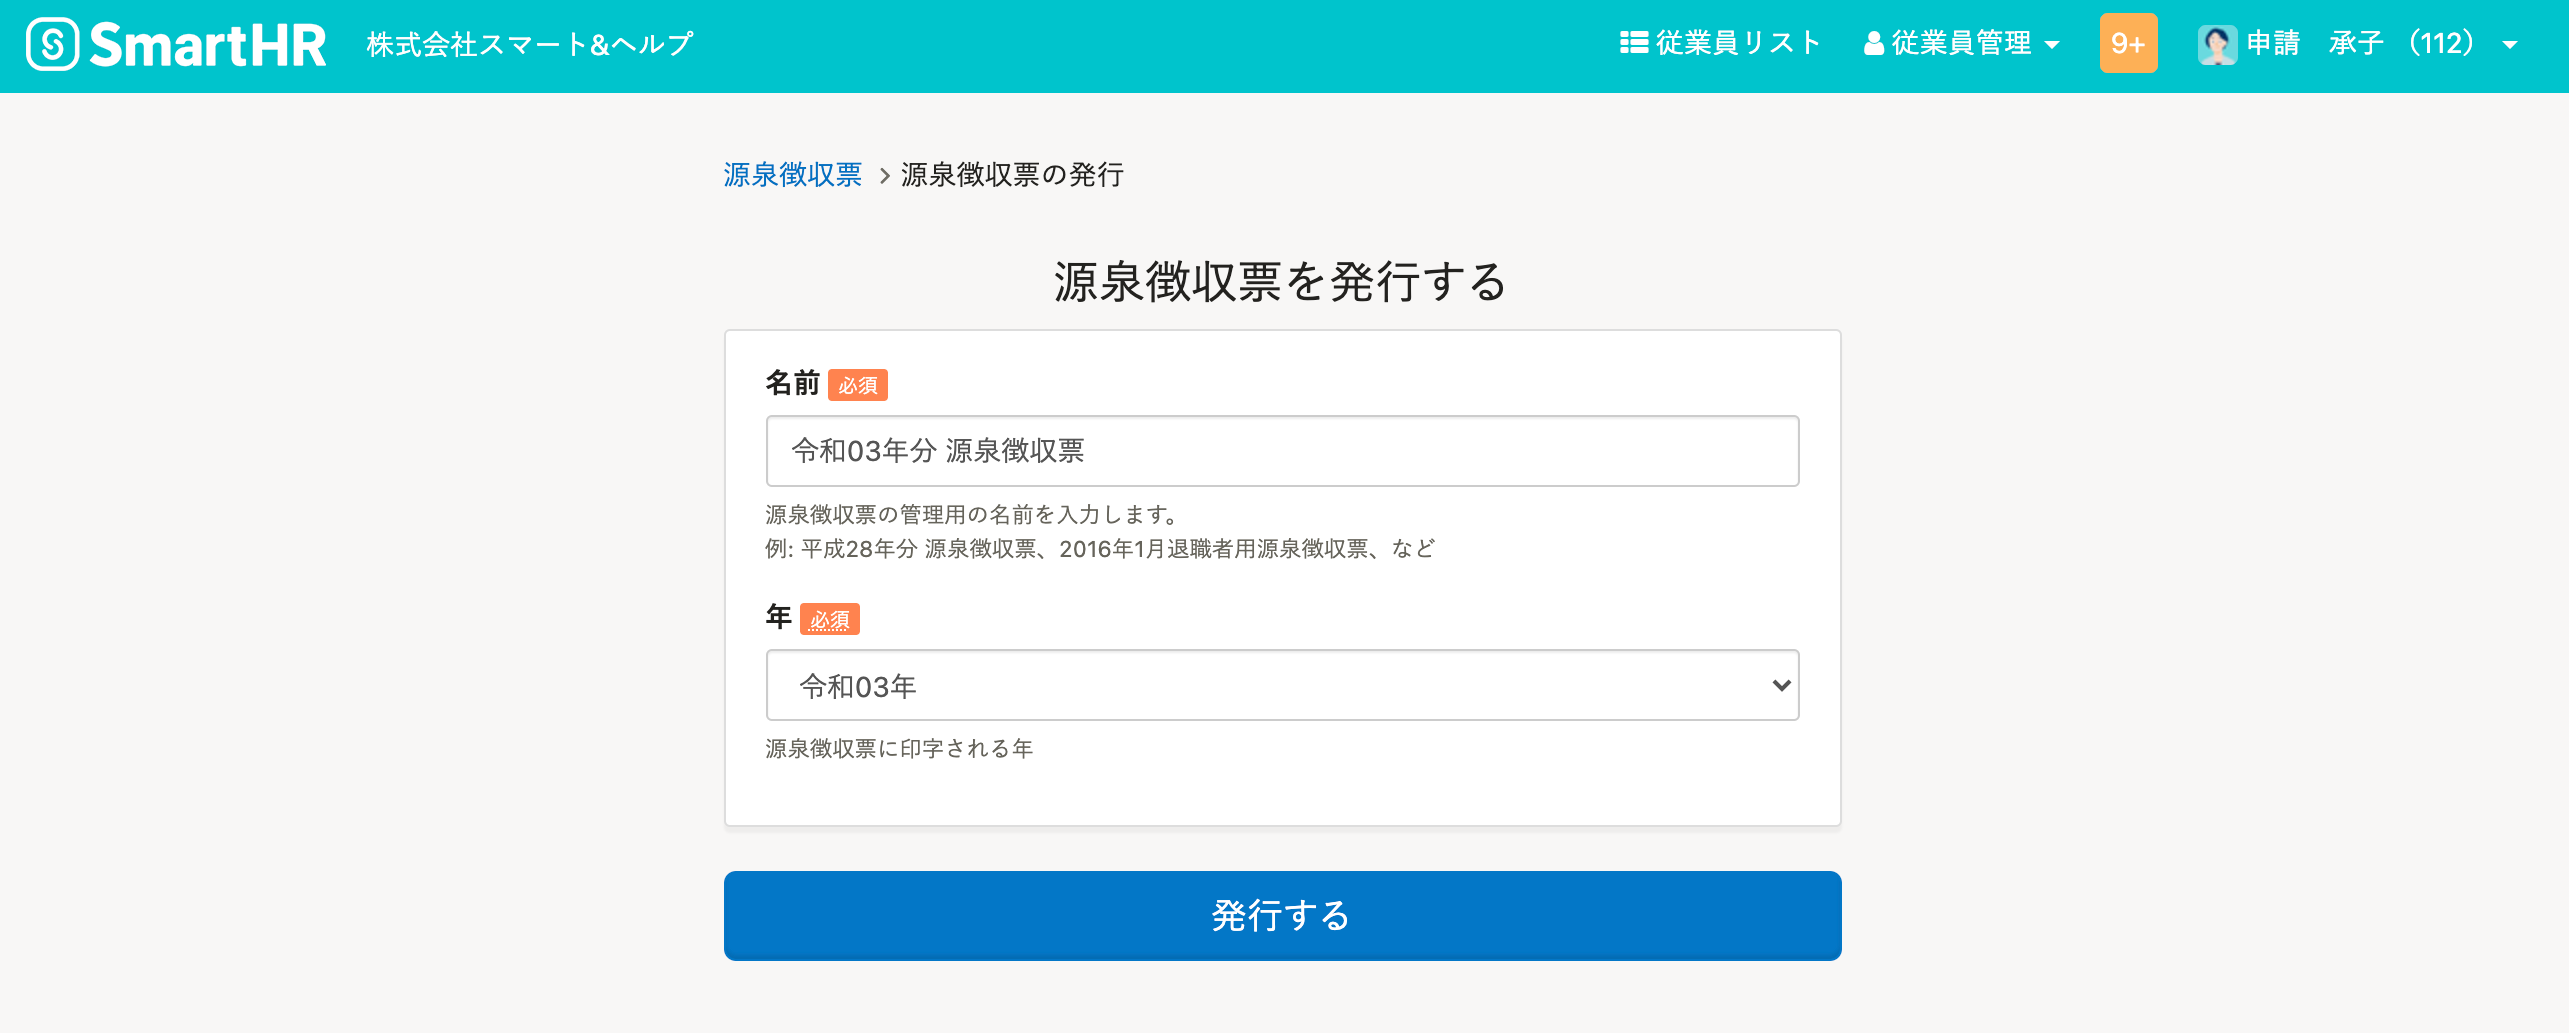 SmartHR 株式会社スマート&ヘルプ 従業員リスト 従業員管理 9+ 申請 承子 (112)
源泉徴収票 > 源泉徴収票の発行
源泉徴収票を発行する
名前 必須
令和03年分 源泉徴収票
源泉徴収票の管理用の名前を入力します。
例: 平成28年分 源泉徴収票、2016年1月退職者用源泉徴収票、など
年 必須
令和03年
源泉徴収票に印字される年
発行する